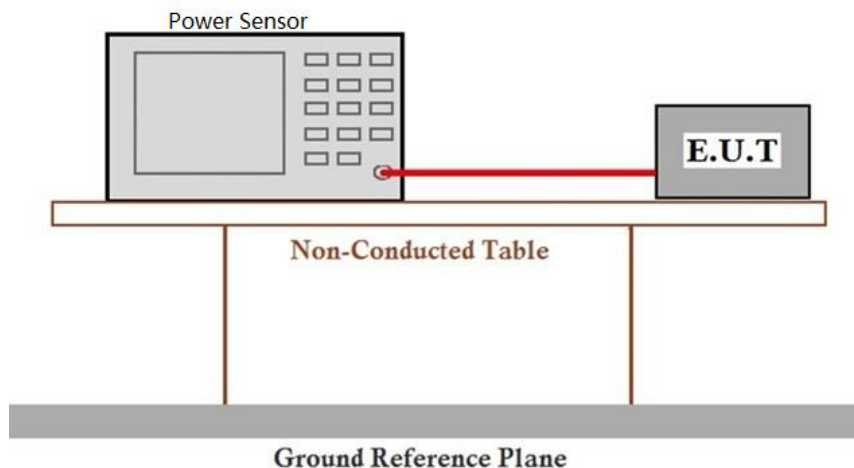 Power Sensor
E.U.T
Non-Conducted Table
Ground Reference Plane